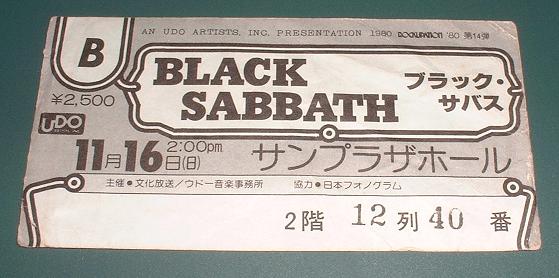 AN UDO ARTISTS, INC. PRESENTATION 1980 ROCKUPATION '80 第14弾
B
BLACK SABBATH
ブラック・サバス
¥2,500
UDO
11月16日(日) 2:00pm サンプラザホール
主催●文化放送/ウドー音楽事務所 協力●日本フォノグラム
2階 12列 40番